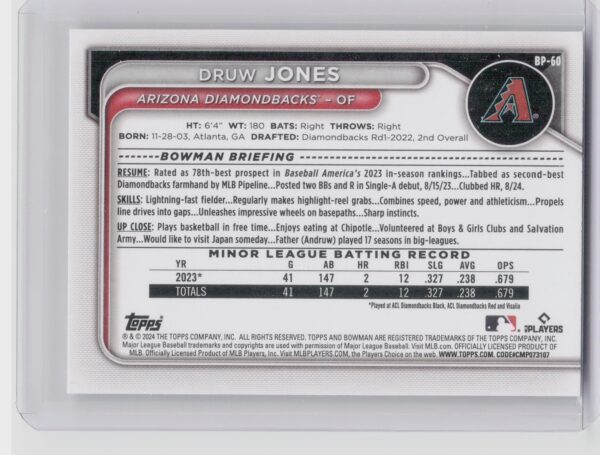 BP-60
DRUW JONES
ARIZONA DIAMONDBACKS® – OF
A
HT: 6'4" WT: 180 BATS: Right THROWS: Right
BORN: 11-28-03, Atlanta, GA DRAFTED: Diamondbacks Rd1-2022, 2nd Overall
BOWMAN BRIEFING
RESUME: Rated as 78th-best prospect in Baseball America's 2023 in-season rankings...Tabbed as second-best
Diamondbacks farmhand by MLB Pipeline...Posted two BBs and R in Single-A debut, 8/15/23...Clubbed HR, 8/24.
SKILLS: Lightning-fast fielder...Regularly makes highlight-reel grabs...Combines speed, power and athleticism...Propels
line drives into gaps...Unleashes impressive wheels on basepaths...Sharp instincts.
UP CLOSE: Plays basketball in free time...Enjoys eating at Chipotle...Volunteered at Boys & Girls Clubs and Salvation
Army...Would like to visit Japan someday...Father (Andruw) played 17 seasons in big-leagues.
MINOR LEAGUE BATTING RECORD
YR G AB HR RBI SLG AVG OPS
2023* 41 147 2 12 .327 .238 .679
TOTALS 41 147 2 12 .327 .238 .679
*Played at ACL Diamondbacks Black, ACL Diamondbacks Red and Visalia
Topps
PLAYERS
® & © 2024 THE TOPPS COMPANY, INC. ALL RIGHTS RESERVED. TOPPS AND BOWMAN ARE REGISTERED TRADEMARKS OF THE TOPPS COMPANY, INC.
Major League Baseball trademarks and copyrights are used with permission of Major League Baseball. Visit MLB.com. OFFICIALLY LICENSED PRODUCT OF
MLB Players, Inc. Visit MLBPLAYERS.COM, the Players Choice on the web. WWW.TOPPS.COM. CODE#CMP073107